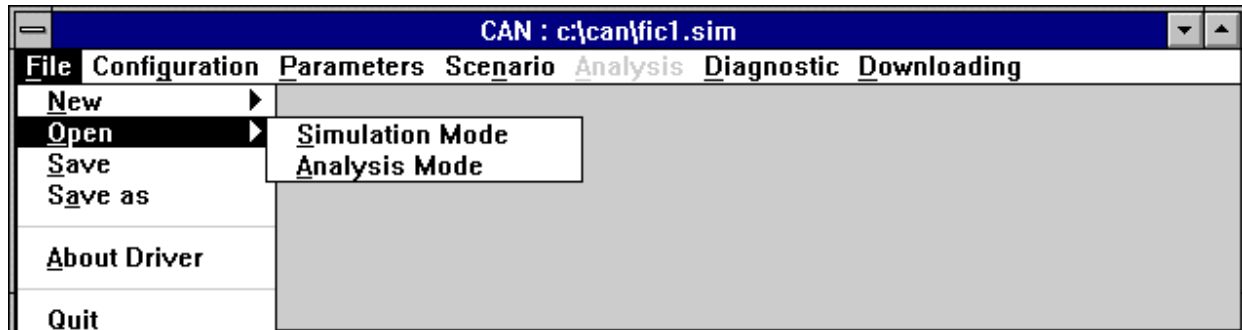 CAN : c:\can\fic1.sim
File Configuration Parameters Scenario Analysis Diagnostic Downloading
New
Open
Simulation Mode
Save
Analysis Mode
Save as
About Driver
Quit